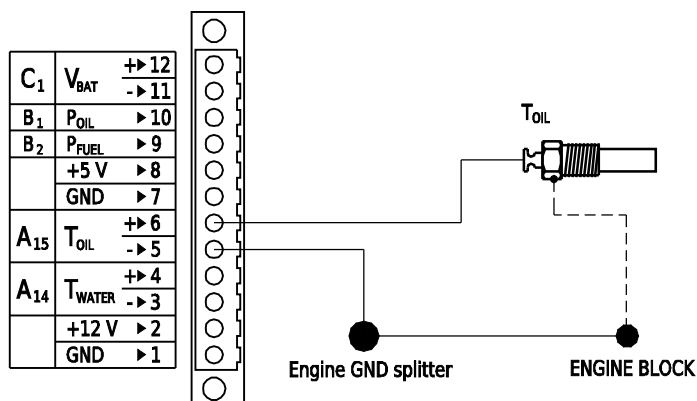 C1 VBAT +▶12
-▶11
B1 POIL ▶10
B2 PFUEL ▶9
+5 V ▶8
GND ▶7
A15 TOIL +▶6
-▶5
A14 TWATER +▶4
-▶3
+12 V ▶2
GND ▶1
TOIL
Engine GND splitter
ENGINE BLOCK